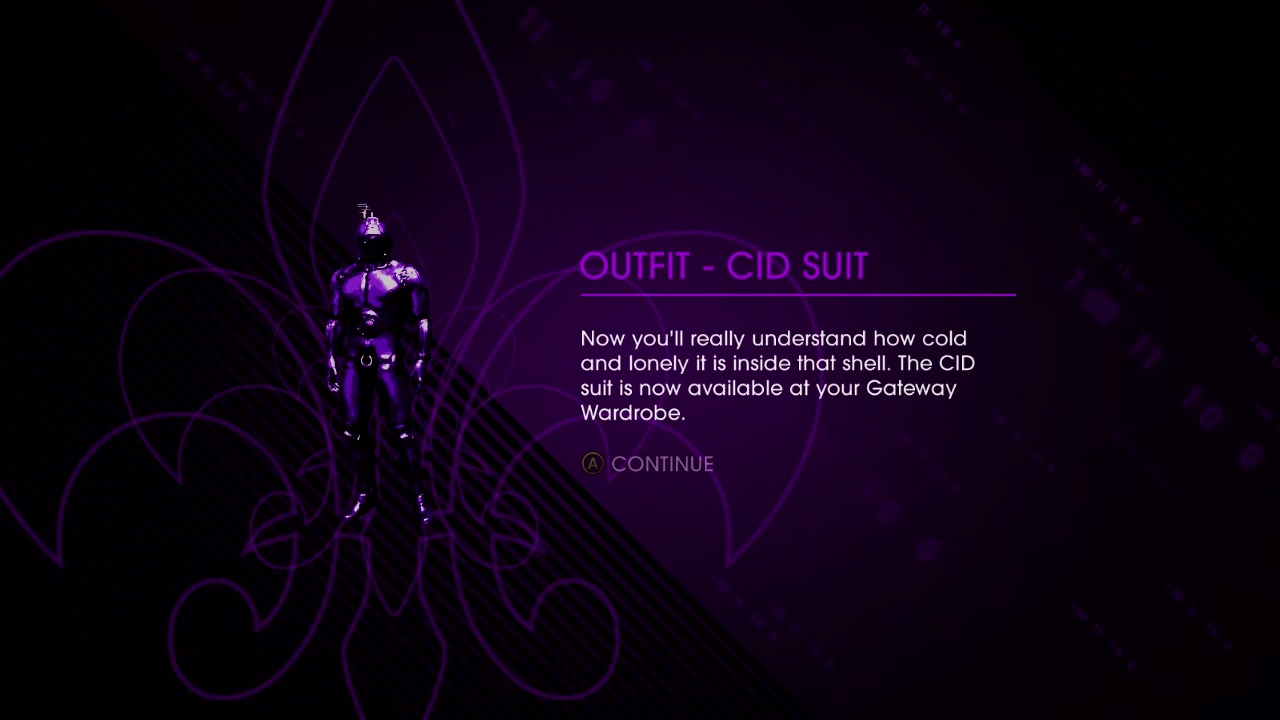 OUTFIT - CID SUIT
Now you'll really understand how cold
and lonely it is inside that shell. The CID
suit is now available at your Gateway
Wardrobe.
A CONTINUE